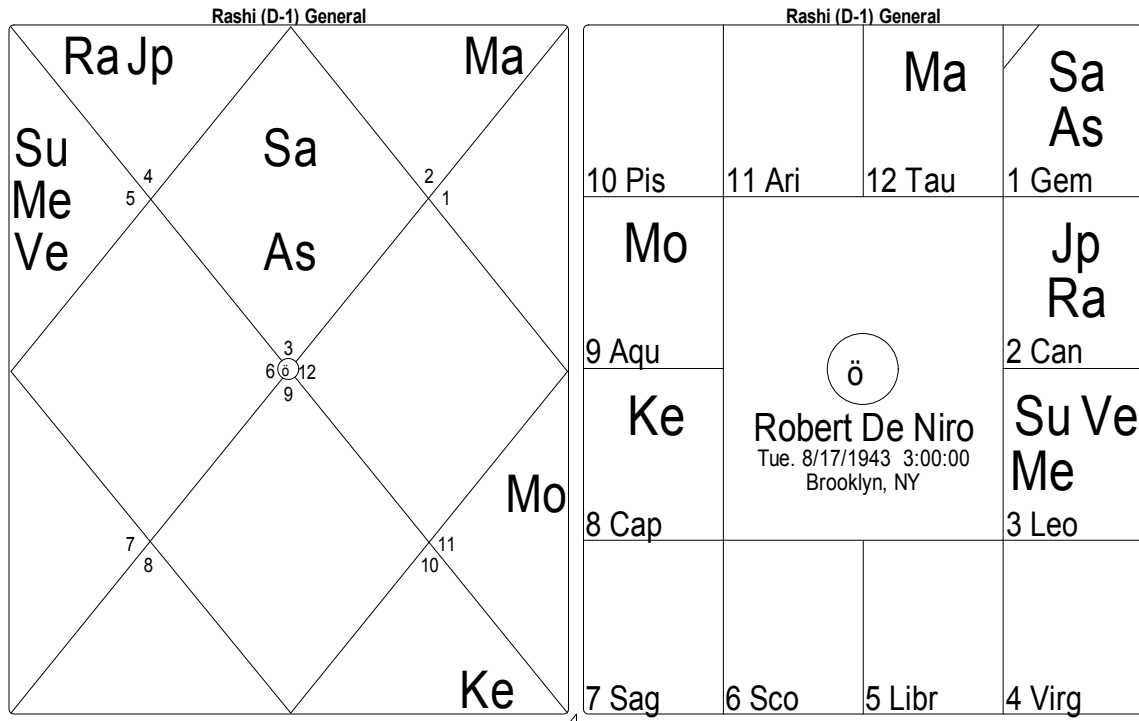 Rashi (D-1) General
Ra Jp
Ma
Su
Me
Ve
Sa
As
4
5
2
1
3
6 ö 12
9
Mo
7
8
11
10
Ke
Rashi (D-1) General
Ma
Sa
As
10 Pis
11 Ari
12 Tau
1 Gem
Mo
Jp
Ra
9 Aqu
2 Can
ö
Ke
Robert De Niro
Tue. 8/17/1943 3:00:00
Brooklyn, NY
Su Ve
Me
8 Cap
3 Leo
7 Sag
6 Sco
5 Libr
4 Virg